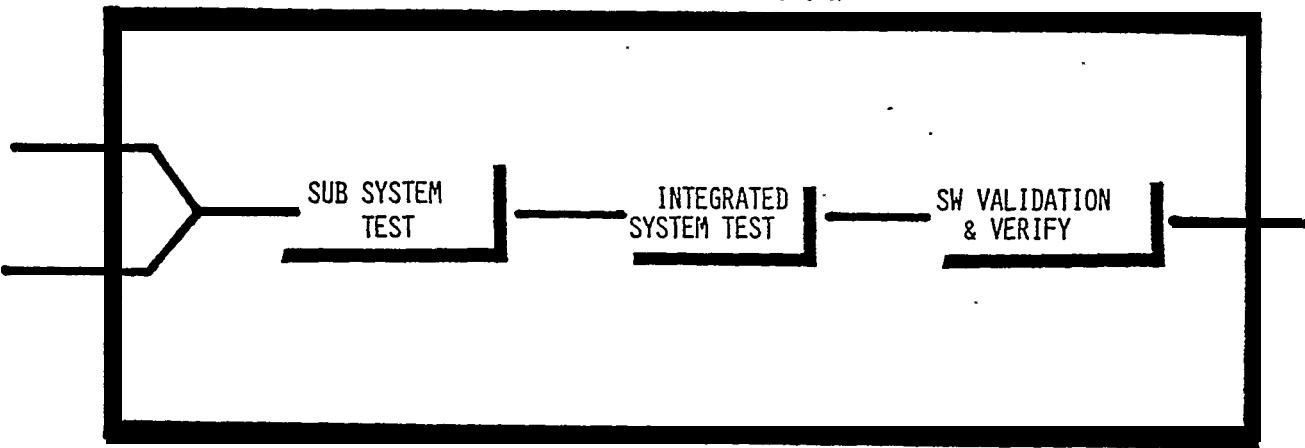 SUB SYSTEM
TEST
INTEGRATED
SYSTEM TEST
SW VALIDATION
& VERIFY